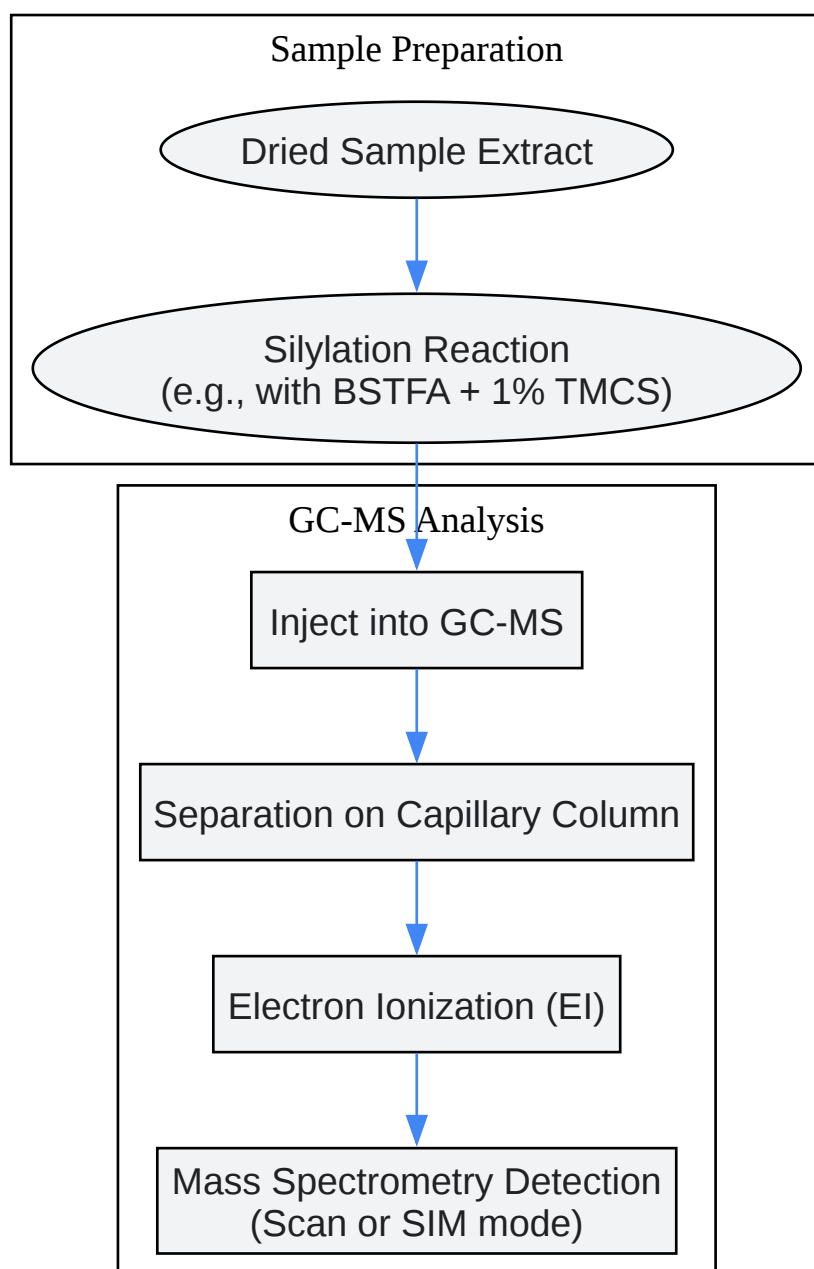 Sample Preparation
Dried Sample Extract
Silylation Reaction
(e.g., with BSTFA + 1% TMCS)
GC-MS Analysis
Inject into GC-MS
Separation on Capillary Column
Electron Ionization (EI)
Mass Spectrometry Detection
(Scan or SIM mode)